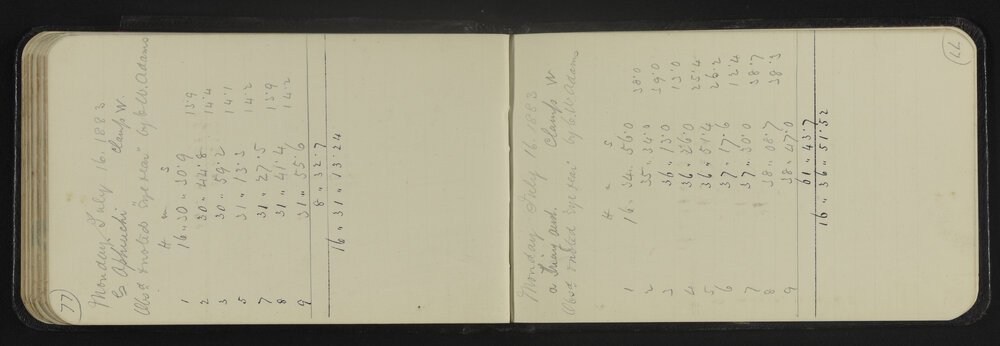 77
Monday July 16 1883
Ophiuchi clamp W.
Obsd & noted "Eye & ear" by C. W. Adams
H m s
1 16 " 30 " 30.9 13.9
2 30 " 44.8 14.4
3 30 " 59.2 14.1
5 31 " 13.3 14.2
7 31 " 27.5 13.9
8 31 " 41.4 14.2
9 31 " 55.6
8 " 32.7
16 " 31 " 13.24
77
Monday July 16. 1883
a Trian aust. clamp W
Obsd & noted "Eye & ear" by C. W. Adams
H m s
1 16 " 34 " 56.0 38.0
2 35 " 34.0 39.0
3 36 " 13.0 13.0
4 36 " 26.0 25.4
5 36 " 51.4 26.2
6 37 " 17.6 12.4
7 37 " 30.0 38.7
8 38 " 08.7 38.3
9 38 " 47.0
61 " 43.7
16 " 36 " 51.52